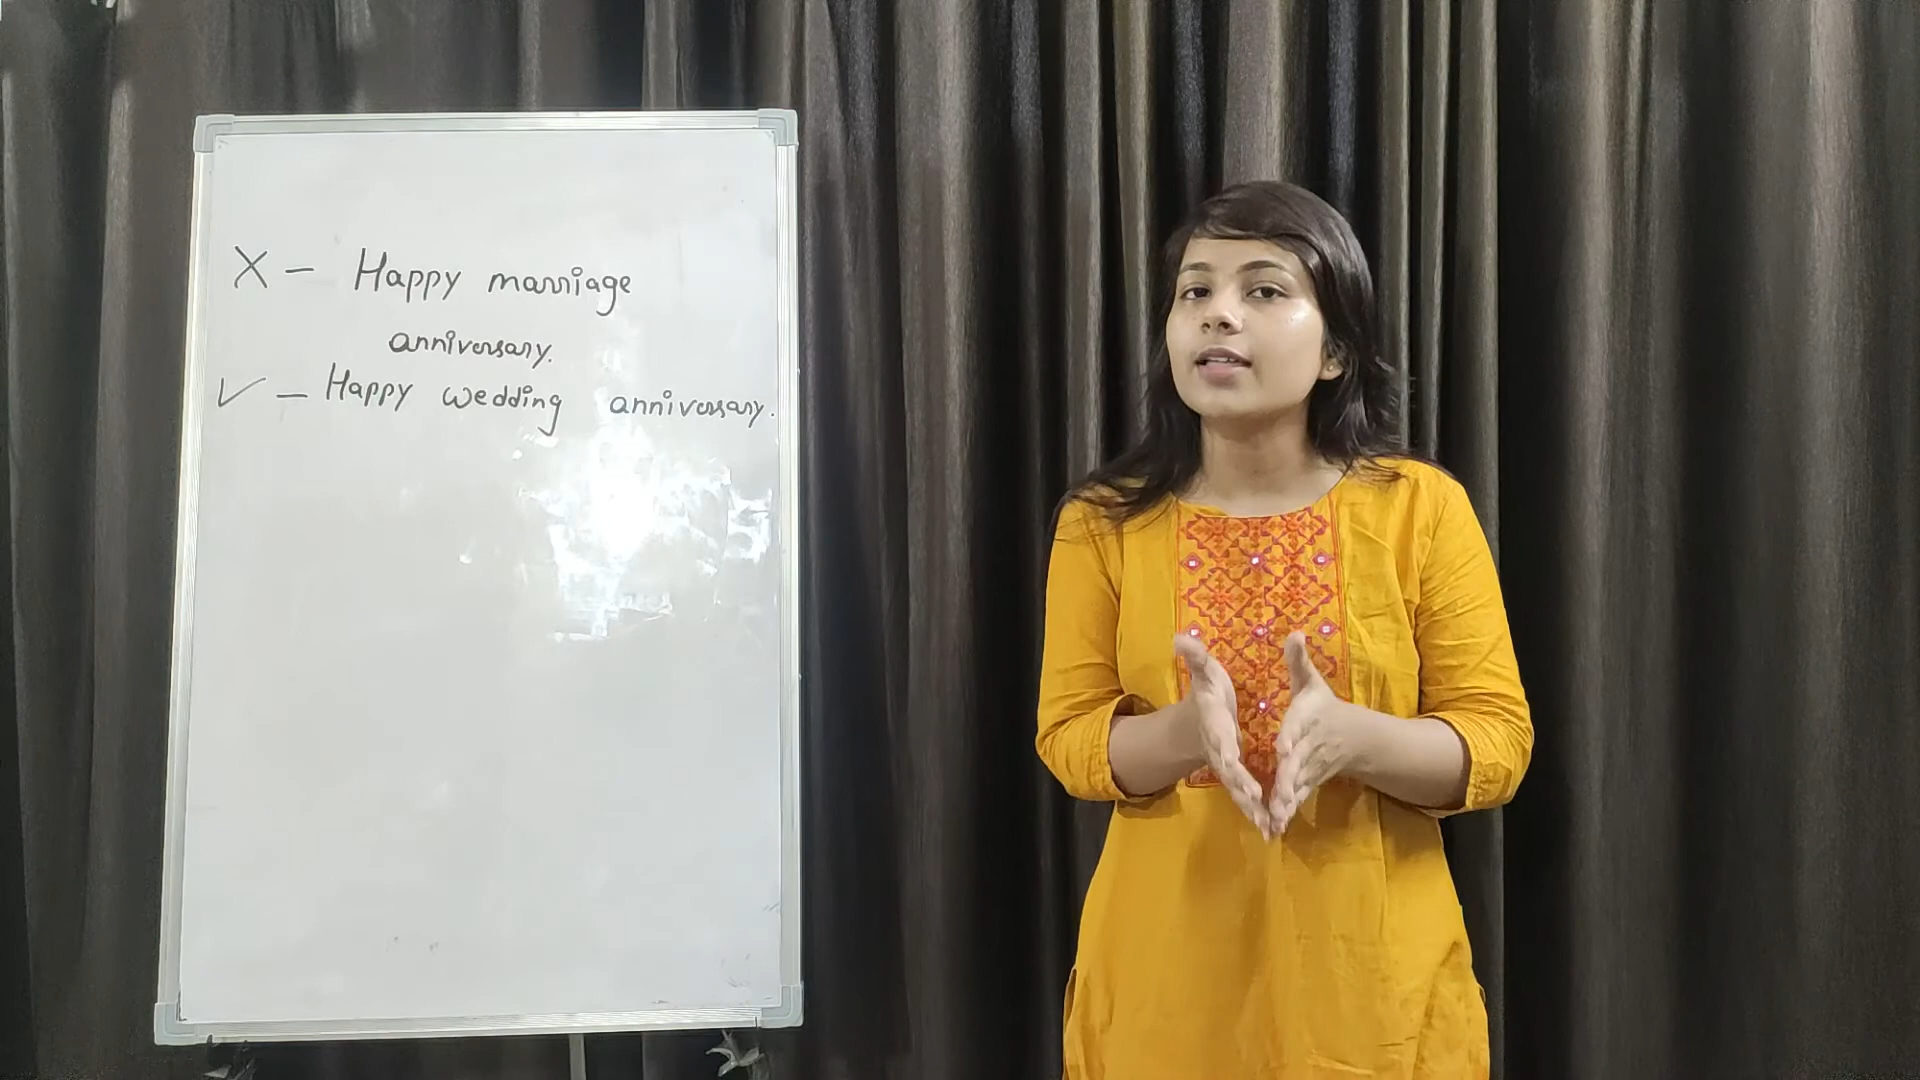 X - Happy marriage
anniversary.
✓ - Happy wedding anniversary.